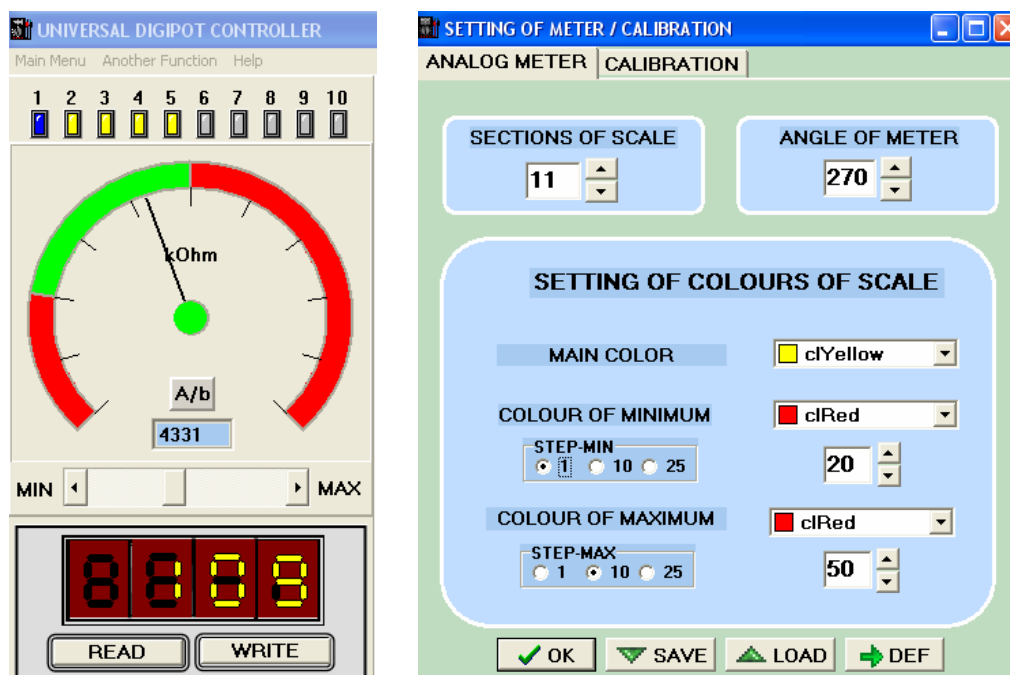 UNIVERSAL DIGIPOT CONTROLLER
Main Menu Another Function Help
1 2 3 4 5 6 7 8 9 10
kOhm
A/b
4331
MIN MAX
109
READ WRITE
SETTING OF METER / CALIBRATION
ANALOG METER CALIBRATION
SECTIONS OF SCALE
11
ANGLE OF METER
270
SETTING OF COLOURS OF SCALE
MAIN COLOR clYellow
COLOUR OF MINIMUM clRed
STEP-MIN
1 10 25
20
COLOUR OF MAXIMUM clRed
STEP-MAX
1 10 25
50
OK SAVE LOAD DEF